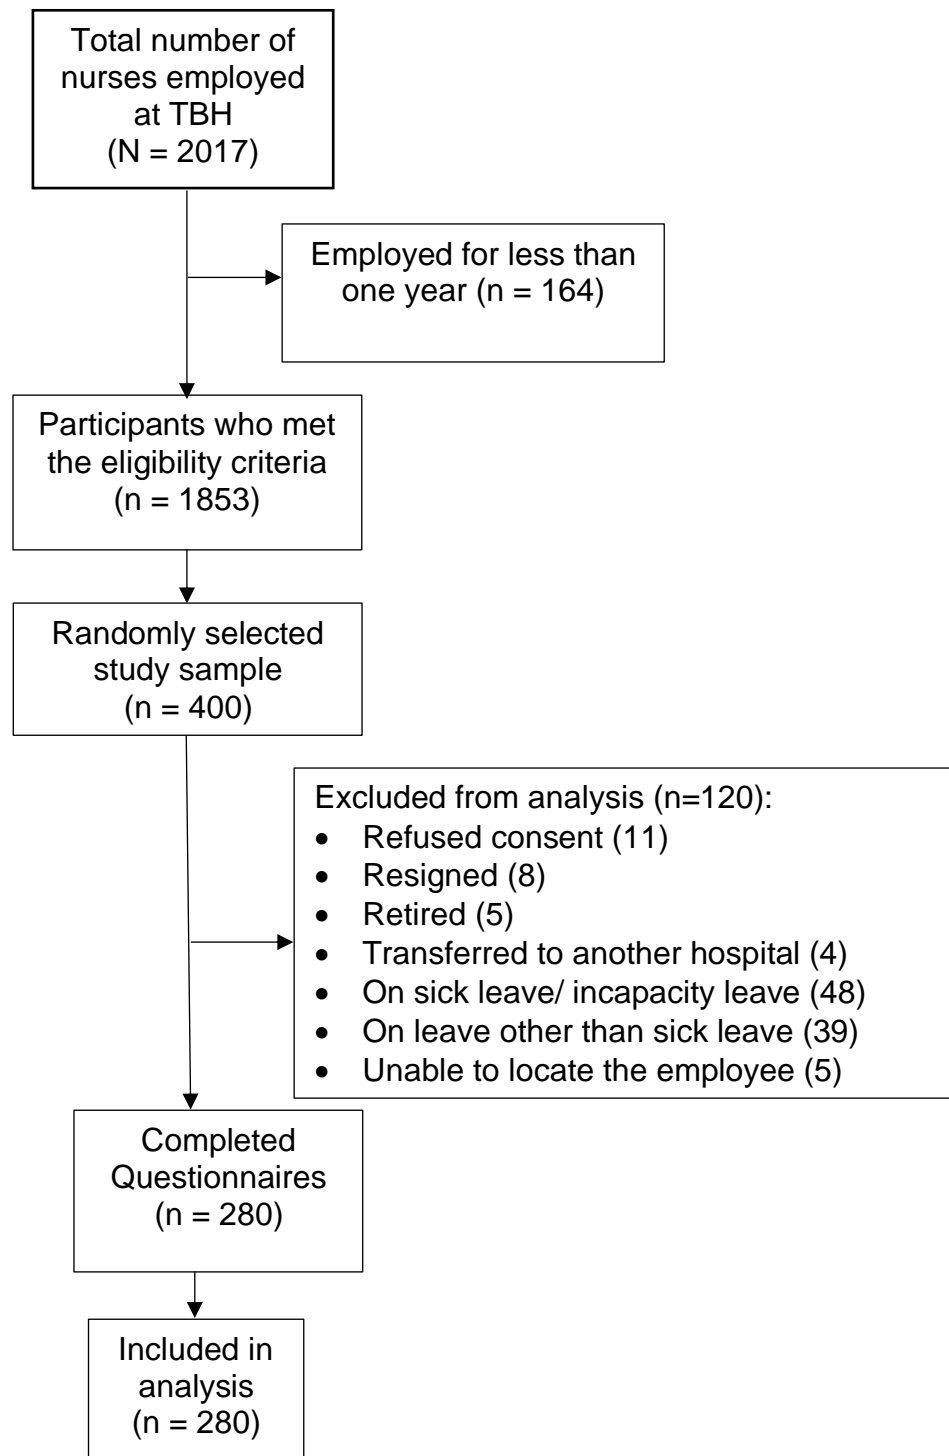 Total number of
nurses employed
at TBH
(N = 2017)
Employed for less than
one year (n = 164)
Participants who met
the eligibility criteria
(n = 1853)
Randomly selected
study sample
(n = 400)
Excluded from analysis (n=120):
• Refused consent (11)
• Resigned (8)
• Retired (5)
• Transferred to another hospital (4)
• On sick leave/ incapacity leave (48)
• On leave other than sick leave (39)
• Unable to locate the employee (5)
Completed
Questionnaires
(n = 280)
Included in
analysis
(n = 280)